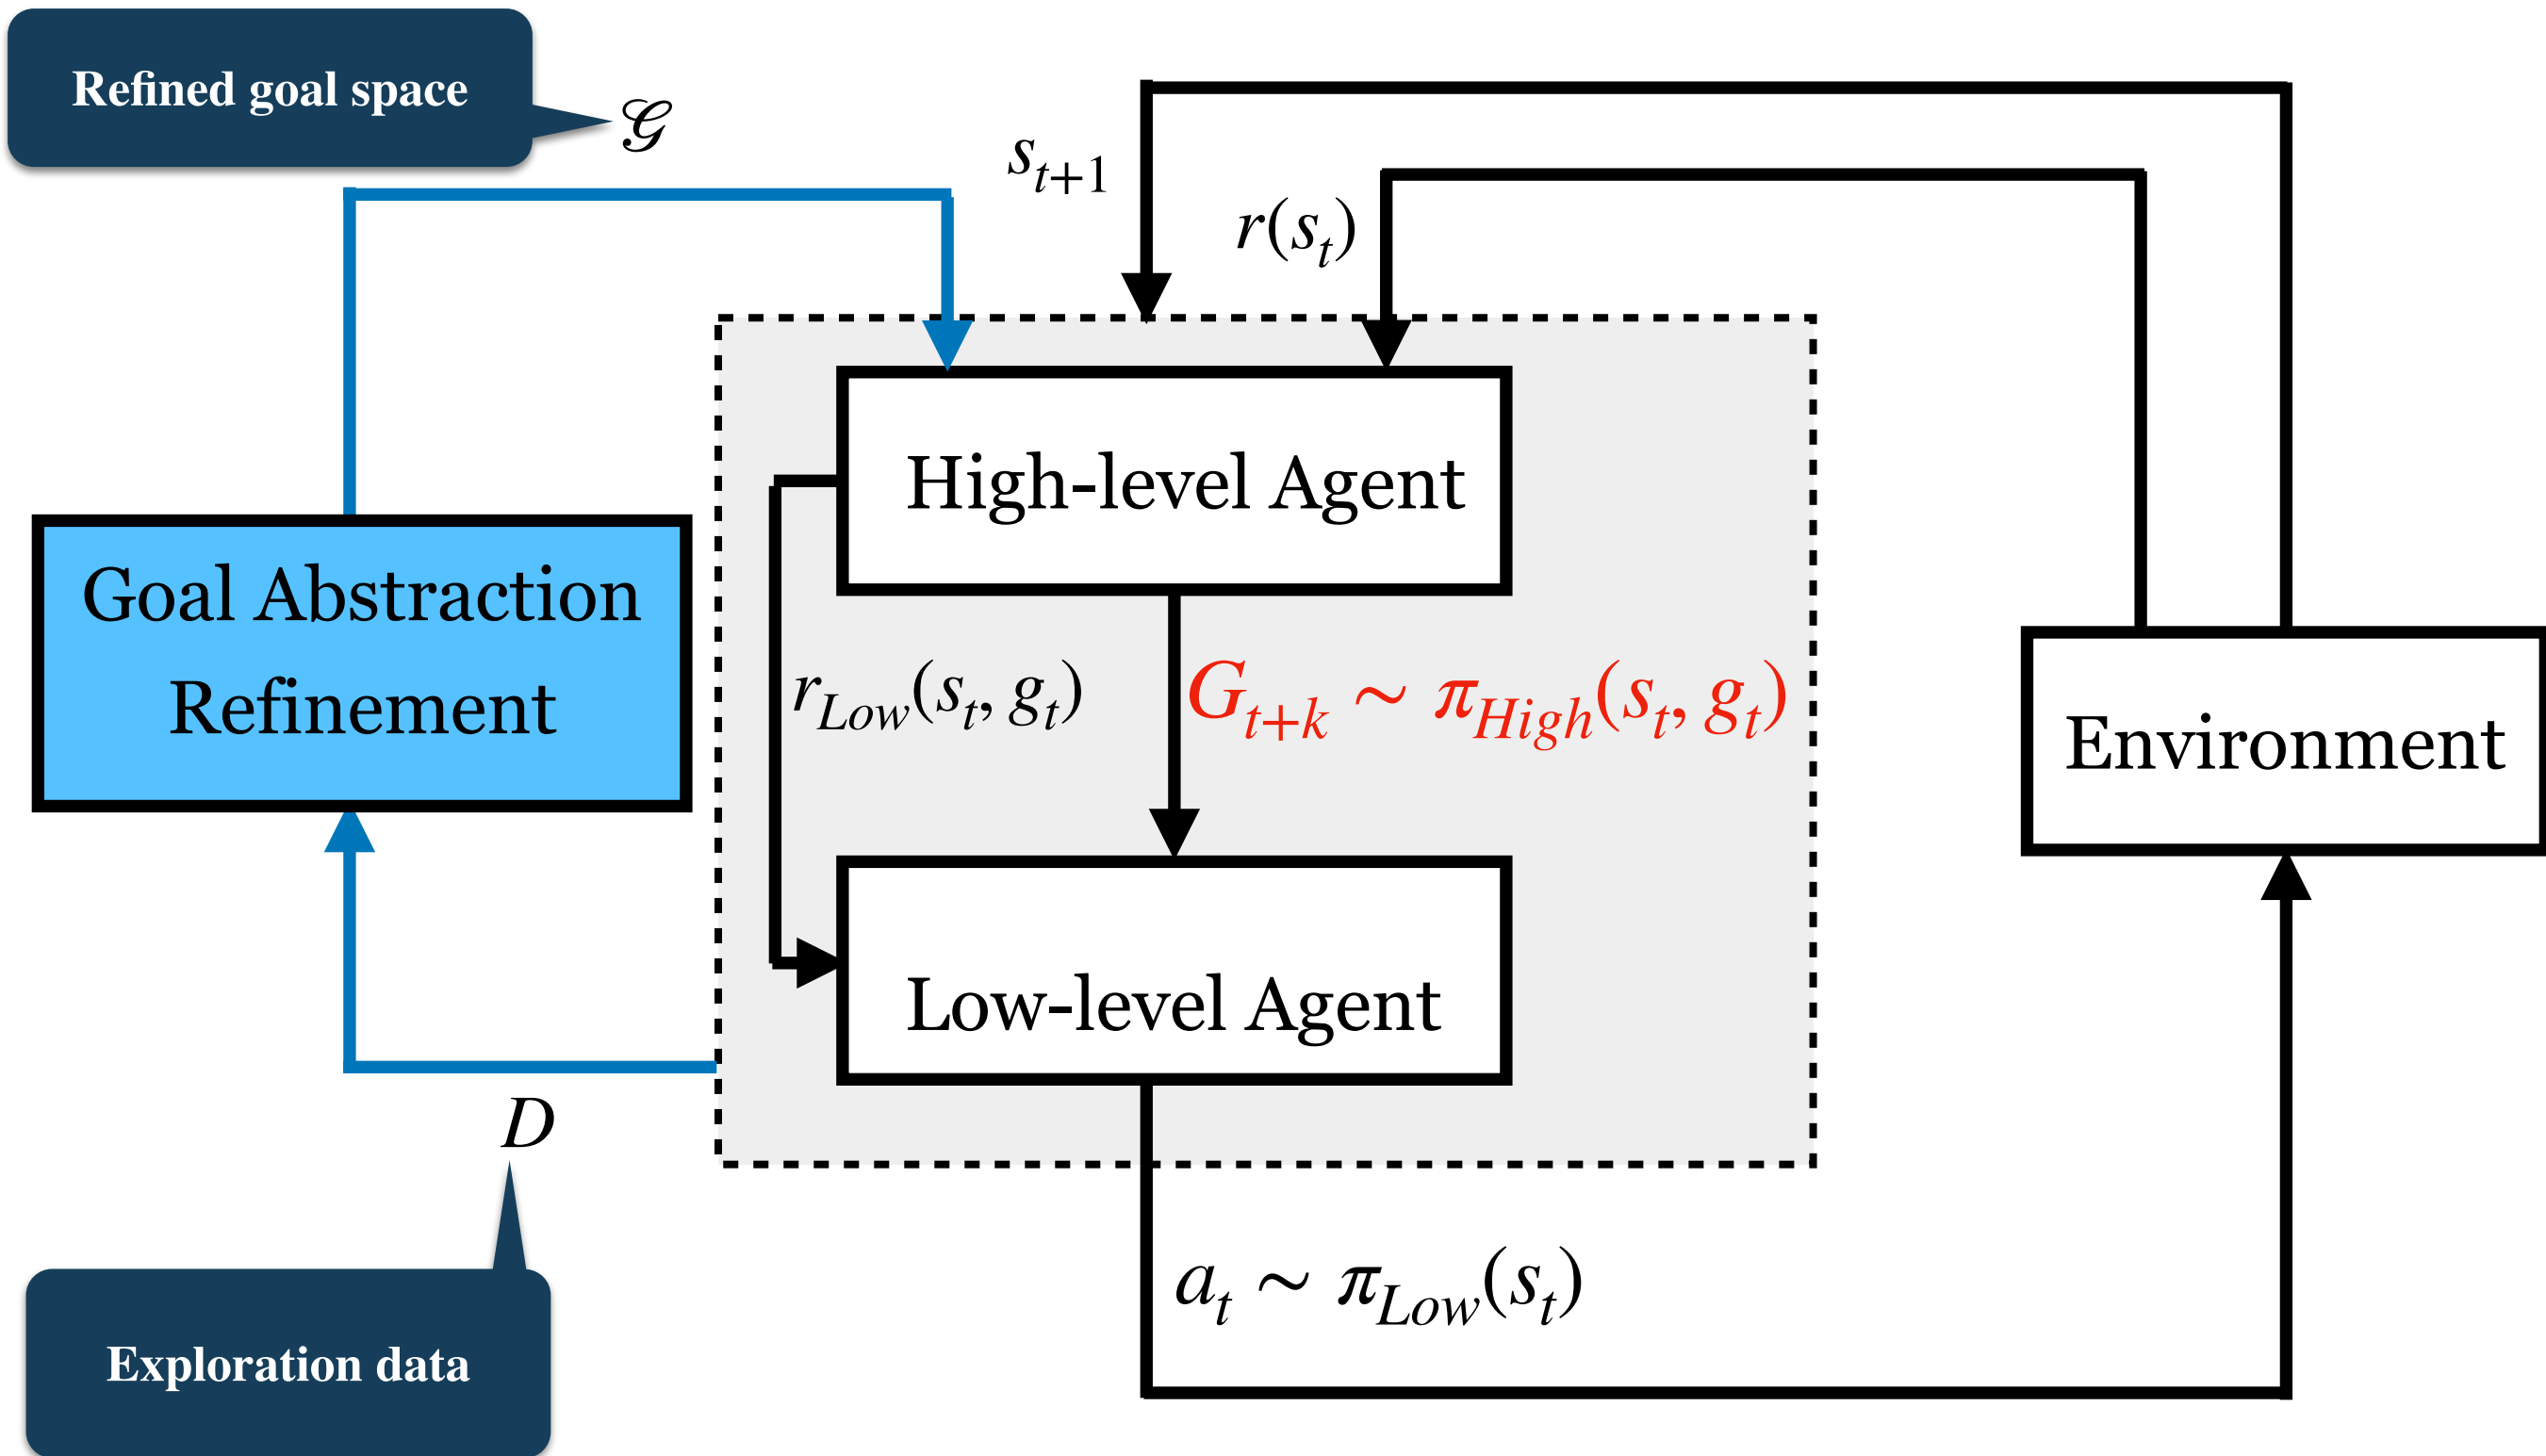 Refined goal space
𝒢
s_{t+1}
r(s_t)
High-level Agent
Goal Abstraction
Refinement
r_{Low}(s_t, g_t)
G_{t+k} ∼ π_{High}(s_t, g_t)
Environment
Low-level Agent
D
a_t ∼ π_{Low}(s_t)
Exploration data